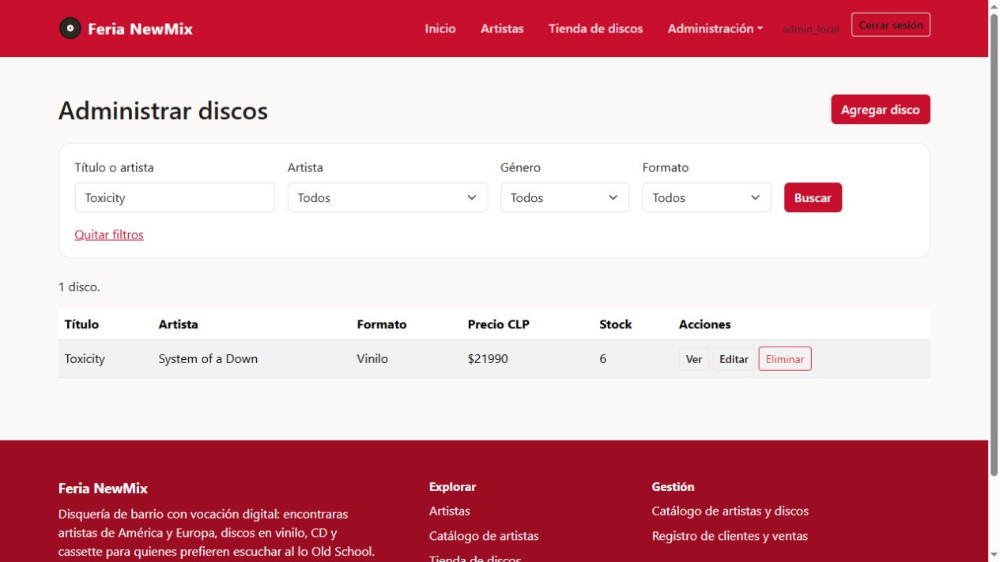 Feria NewMix
Inicio Artistas Tienda de discos Administración admin_local Cerrar sesión
Administrar discos
Agregar disco
Título o artista Artista Género Formato
Toxicity Todos Todos Todos Buscar
Quitar filtros
1 disco.
Título Artista Formato Precio CLP Stock Acciones
Toxicity System of a Down Vinilo $21990 6 Ver Editar Eliminar
Feria NewMix
Disquería de barrio con vocación digital: encontraras
artistas de América y Europa, discos en vinilo, CD y
cassette para quienes prefieren escuchar al lo Old School.
Explorar
Artistas
Catálogo de artistas
Tienda de discos
Gestión
Catálogo de artistas y discos
Registro de clientes y ventas